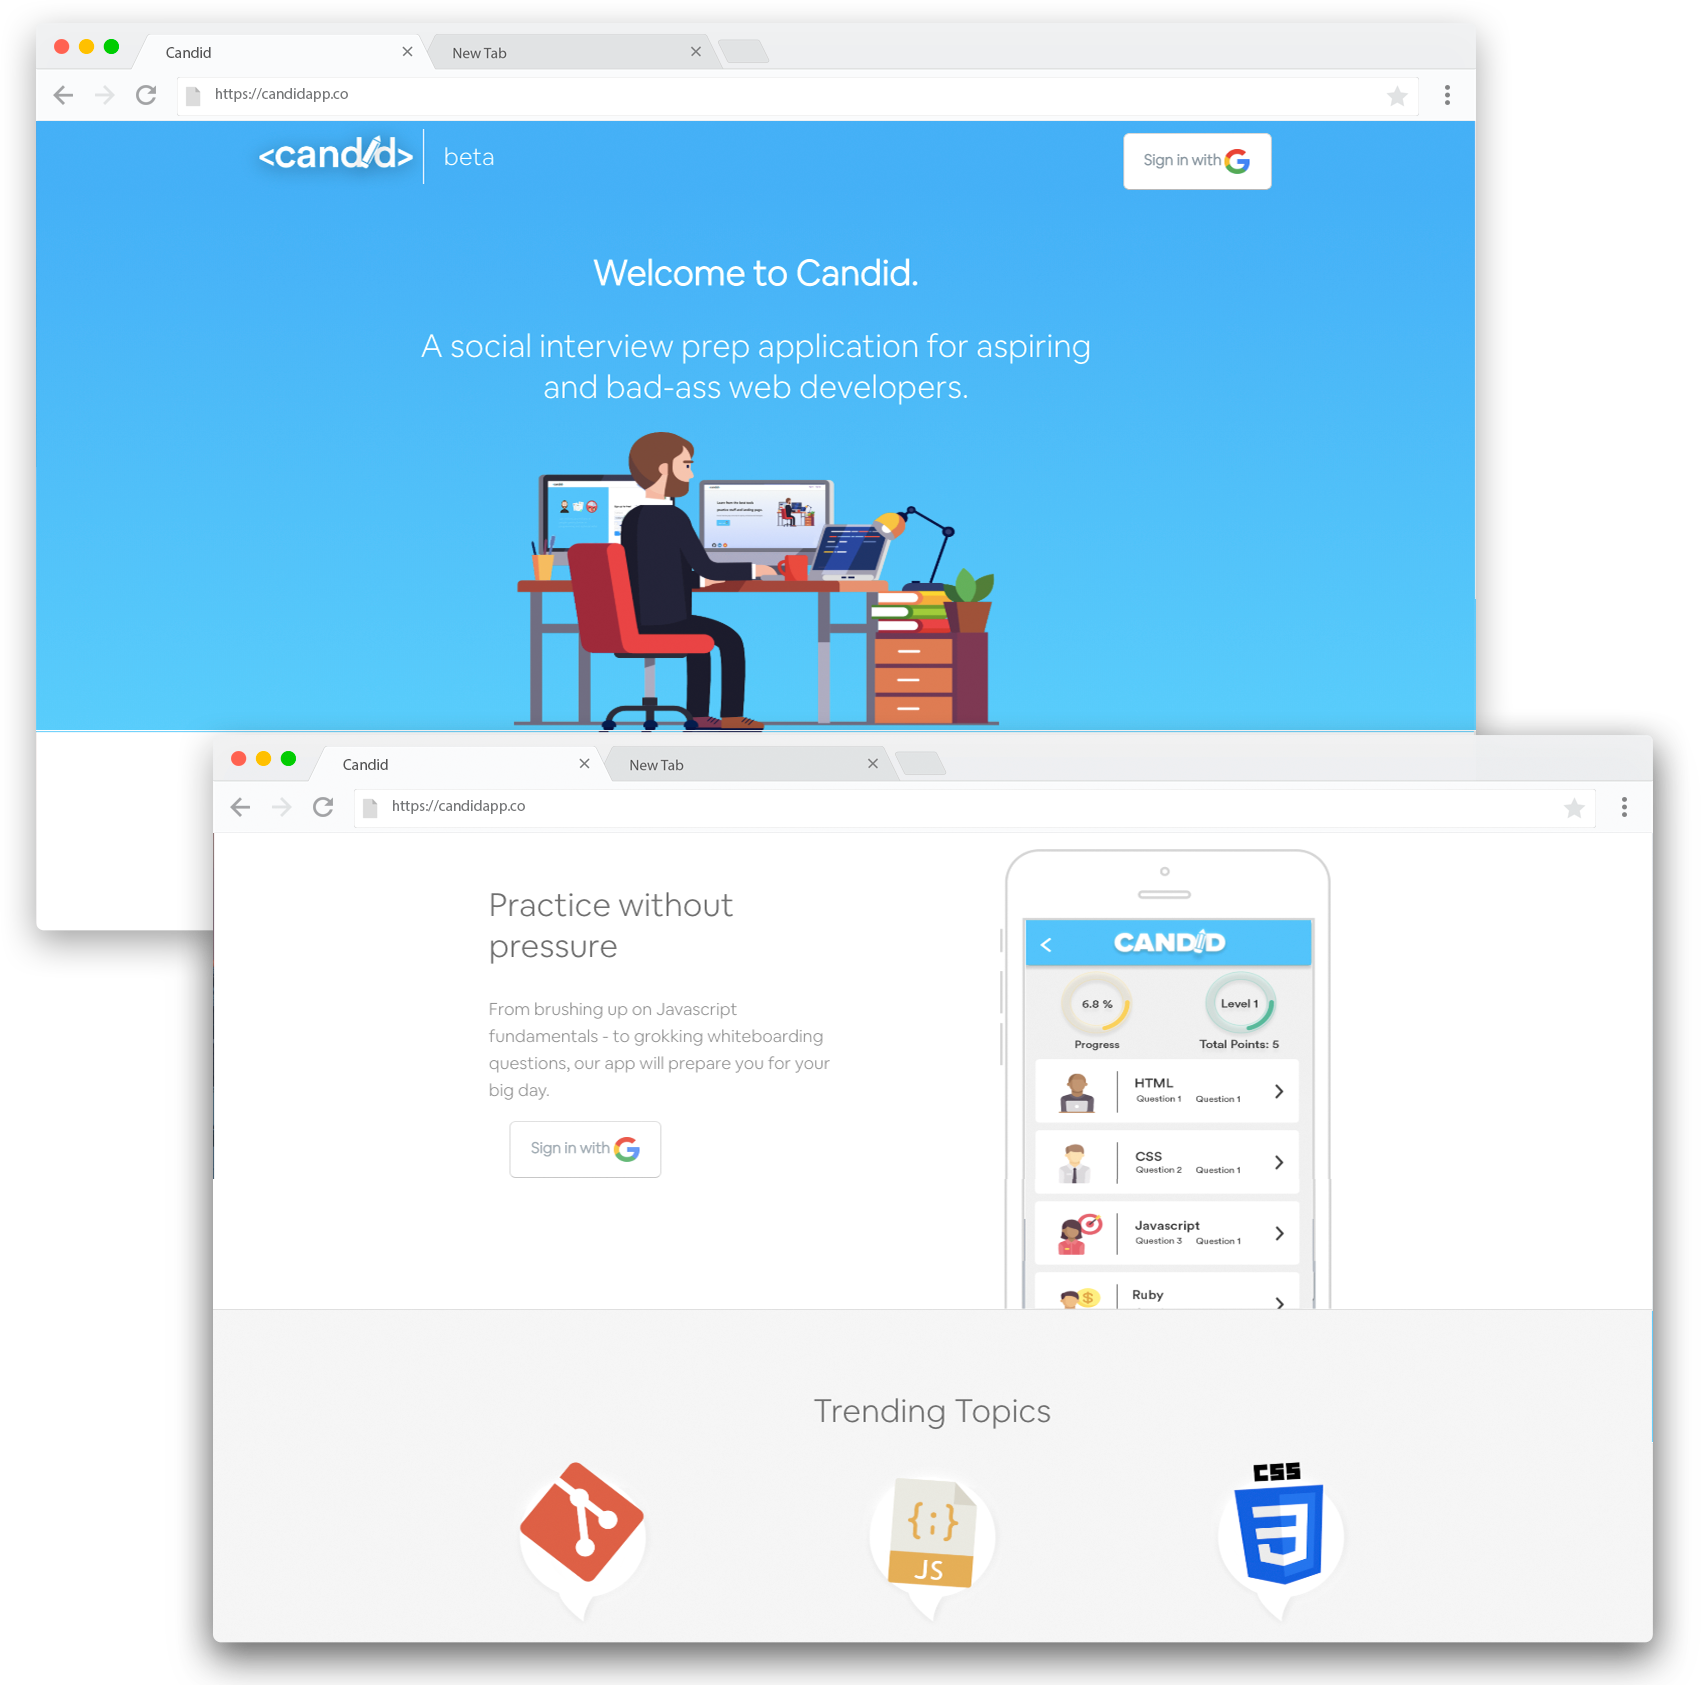 Candid
New Tab
https://candidapp.co
<candid>
beta
Sign in with
Welcome to Candid.
A social interview prep application for aspiring
and bad-ass web developers.
Candid
New Tab
https://candidapp.co
Practice without
pressure
From brushing up on Javascript
fundamentals - to grokking whiteboarding
questions, our app will prepare you for your
big day.
Sign in with
CANDID
6.8 %
Level 1
Progress
Total Points: 5
HTML
Question 1 Question 1
CSS
Question 2 Question 1
Javascript
Question 3 Question 1
Ruby
Trending Topics
{;}
JS
CSS
3